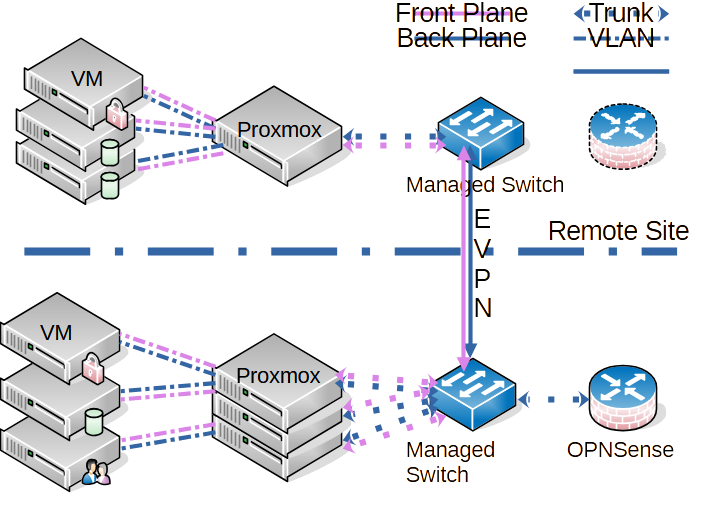 Front Plane
Trunk
Back Plane
VLAN
VM
Proxmox
Managed Switch
E
V
P
N
Remote Site
VM
Proxmox
Managed
Switch
OPNSense